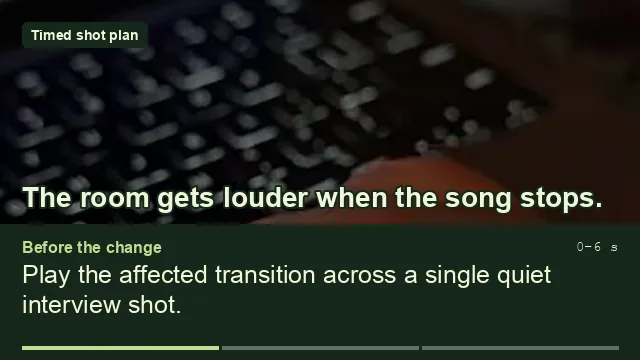 Timed shot plan
The room gets louder when the song stops.
Before the change
0–6 s
Play the affected transition across a single quiet
interview shot.